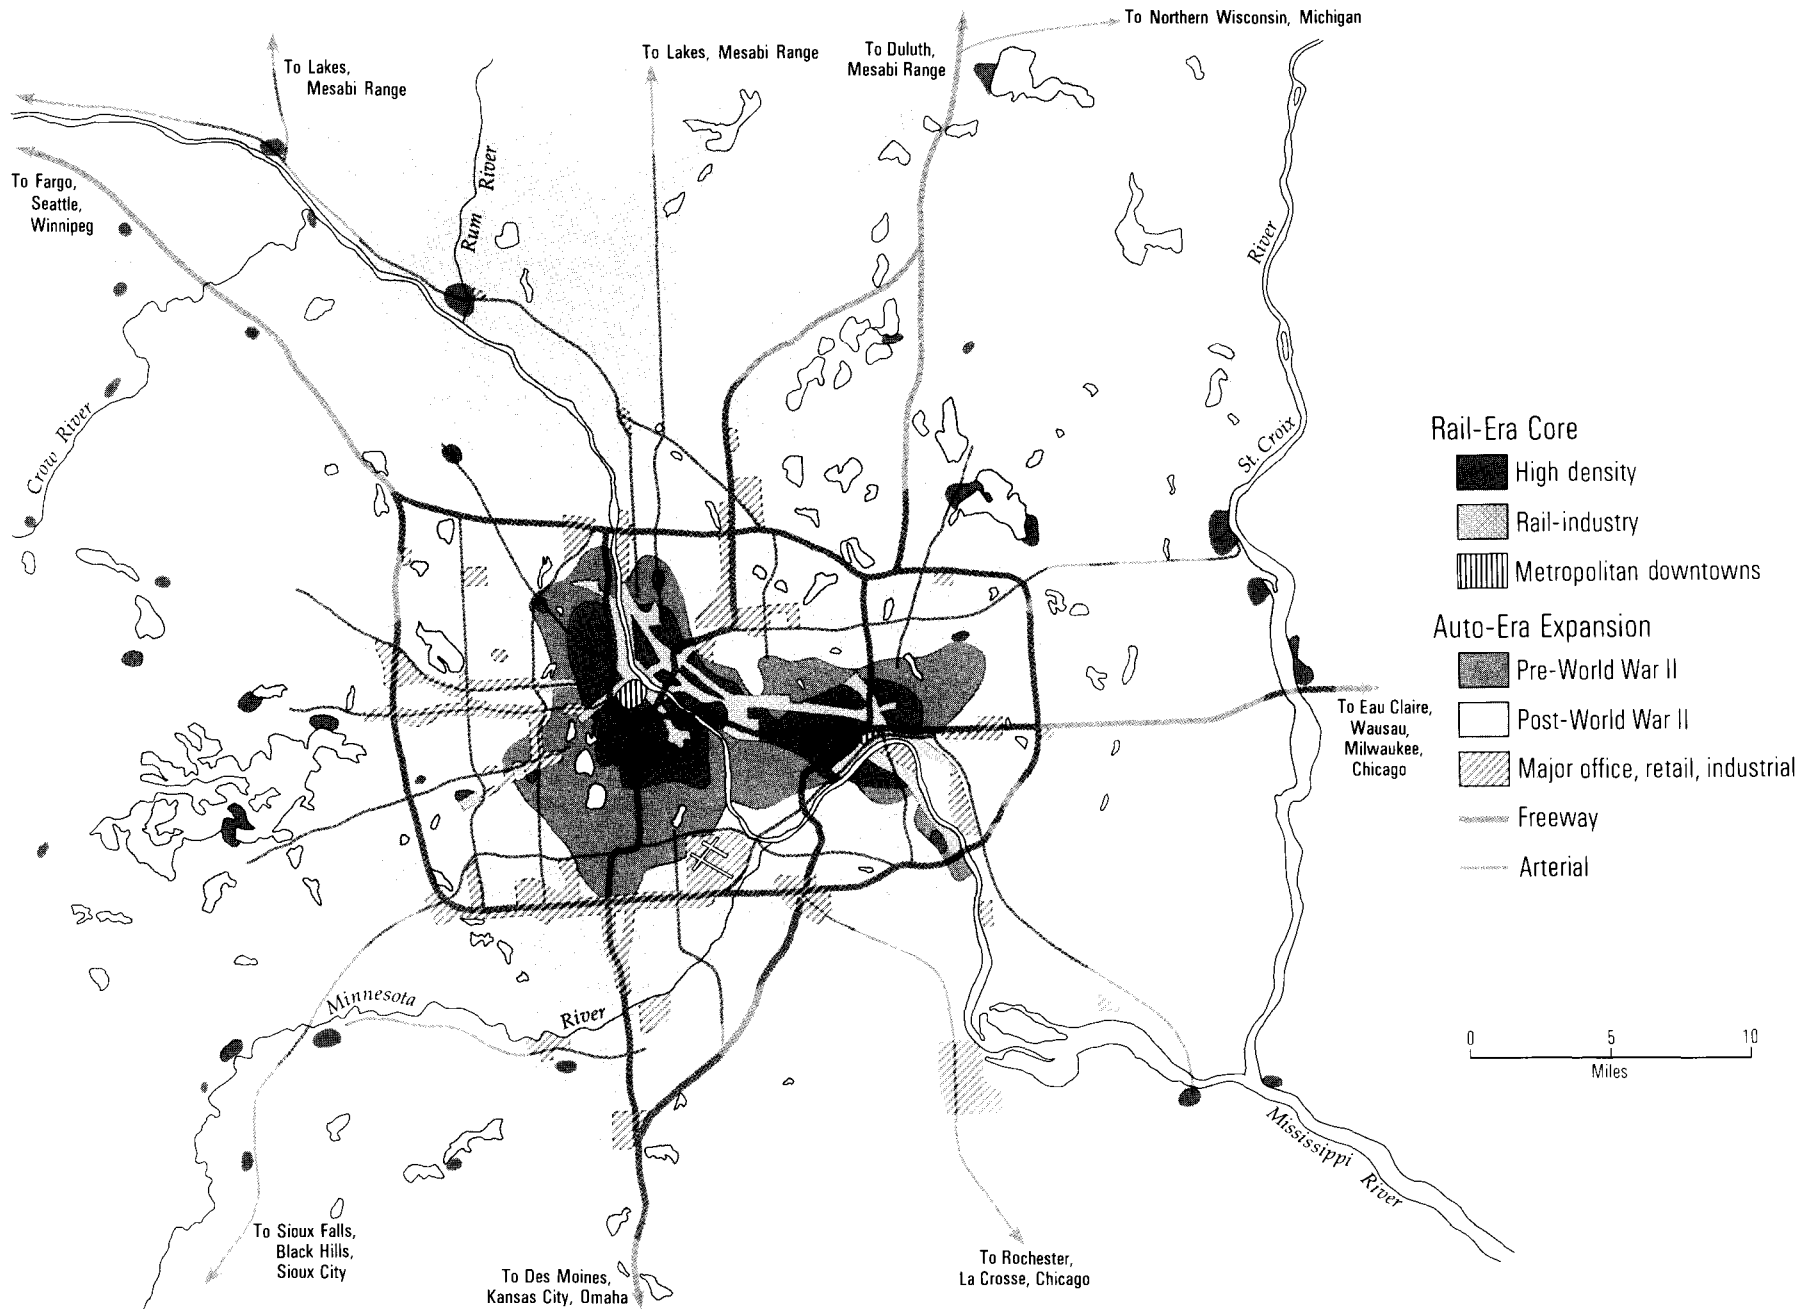 To Northern Wisconsin, Michigan
To Lakes,
Mesabi Range
To Lakes, Mesabi Range
To Duluth,
Mesabi Range
To Fargo,
Seattle,
Winnipeg
Rum River
River
St. Croix
Crow River
Rail-Era Core
High density
Rail-industry
Metropolitan downtowns
Auto-Era Expansion
Pre-World War II
Post-World War II
Major office, retail, industrial
Freeway
Arterial
To Eau Claire,
Wausau,
Milwaukee,
Chicago
Minnesota
River
0 5 10
Miles
Mississippi
River
To Sioux Falls,
Black Hills,
Sioux City
To Des Moines,
Kansas City, Omaha
To Rochester,
La Crosse, Chicago